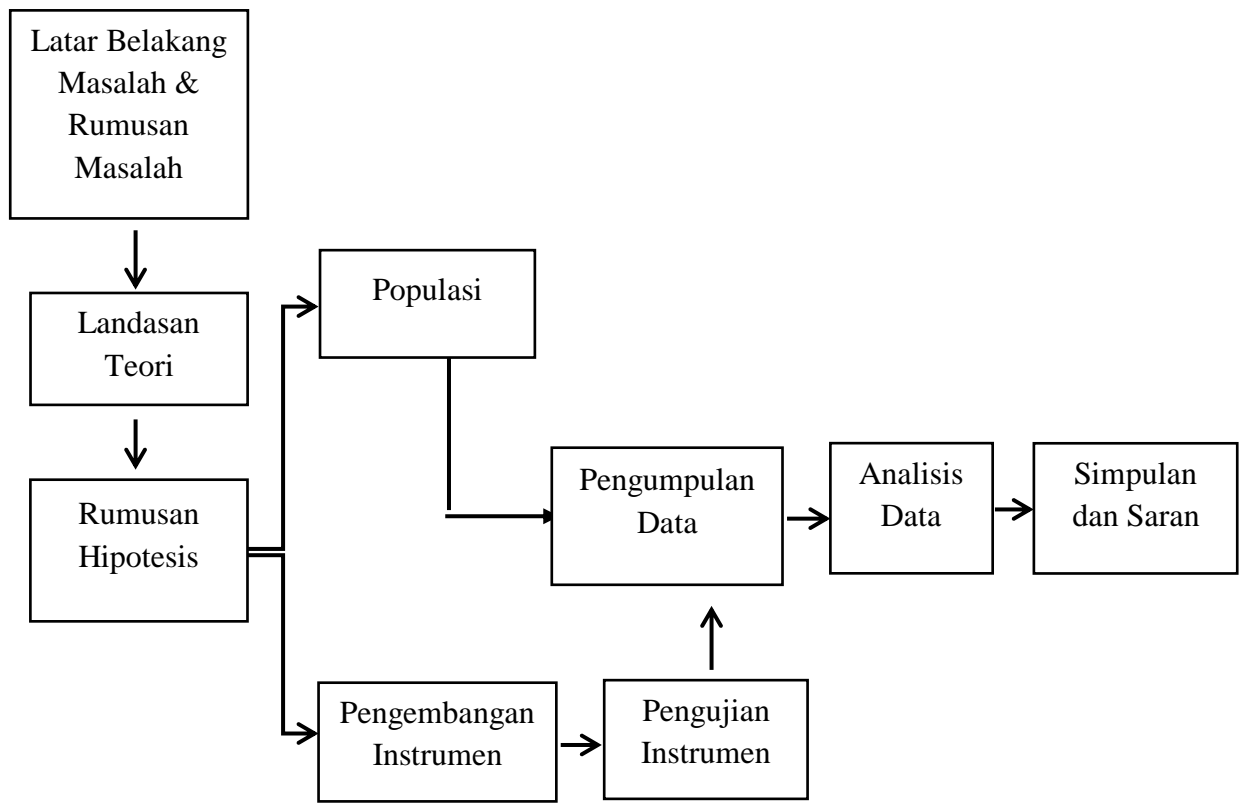 Latar Belakang
Masalah &
Rumusan
Masalah
Landasan
Teori
Rumusan
Hipotesis
Populasi
Pengembangan
Instrumen
Pengujian
Instrumen
Pengumpulan
Data
Analisis
Data
Simpulan
dan Saran